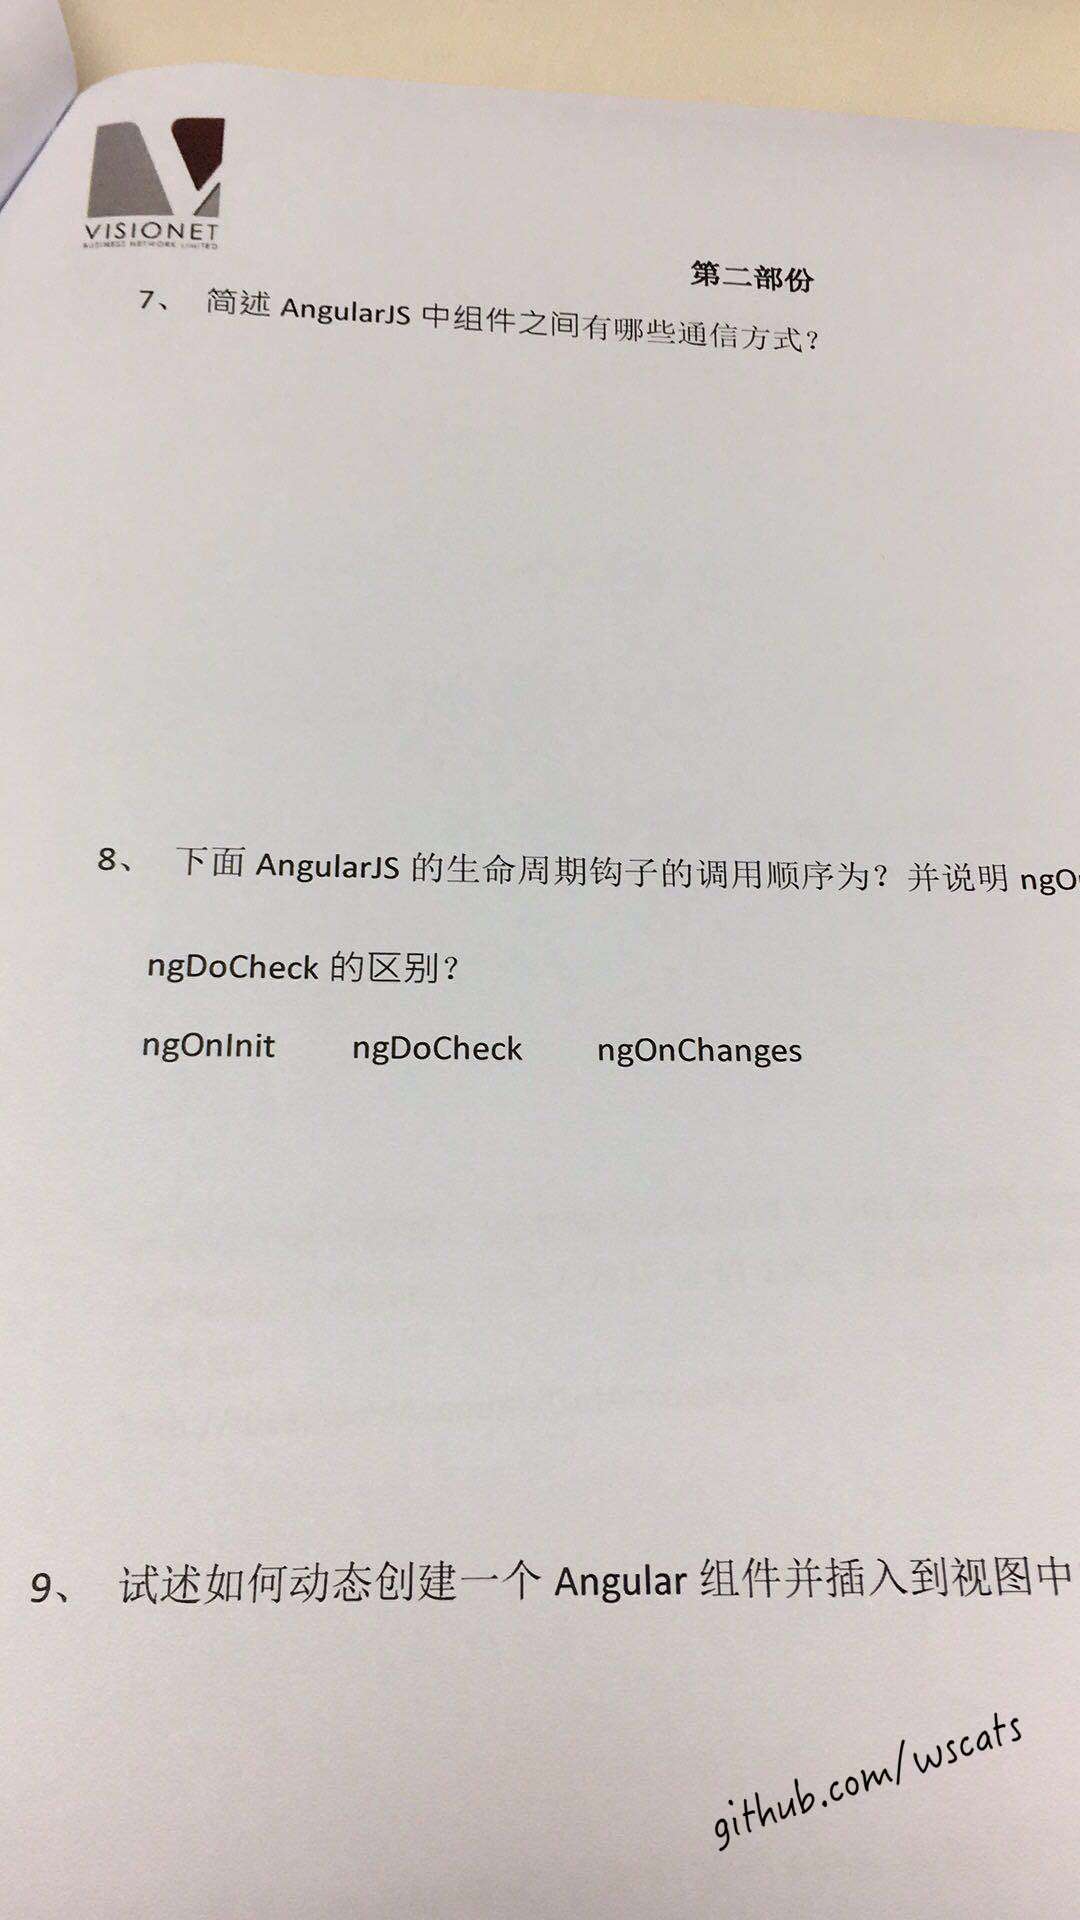 VISIONET
BUSINESS NETWORK LIMITED
第二部份
7、 简述 AngularJS 中组件之间有哪些通信方式？
8、 下面 AngularJS 的生命周期钩子的调用顺序为？并说明 ngO
ngDoCheck 的区别？
ngOnInit ngDoCheck ngOnChanges
9、 试述如何动态创建一个 Angular 组件并插入到视图中
github.com/wscats